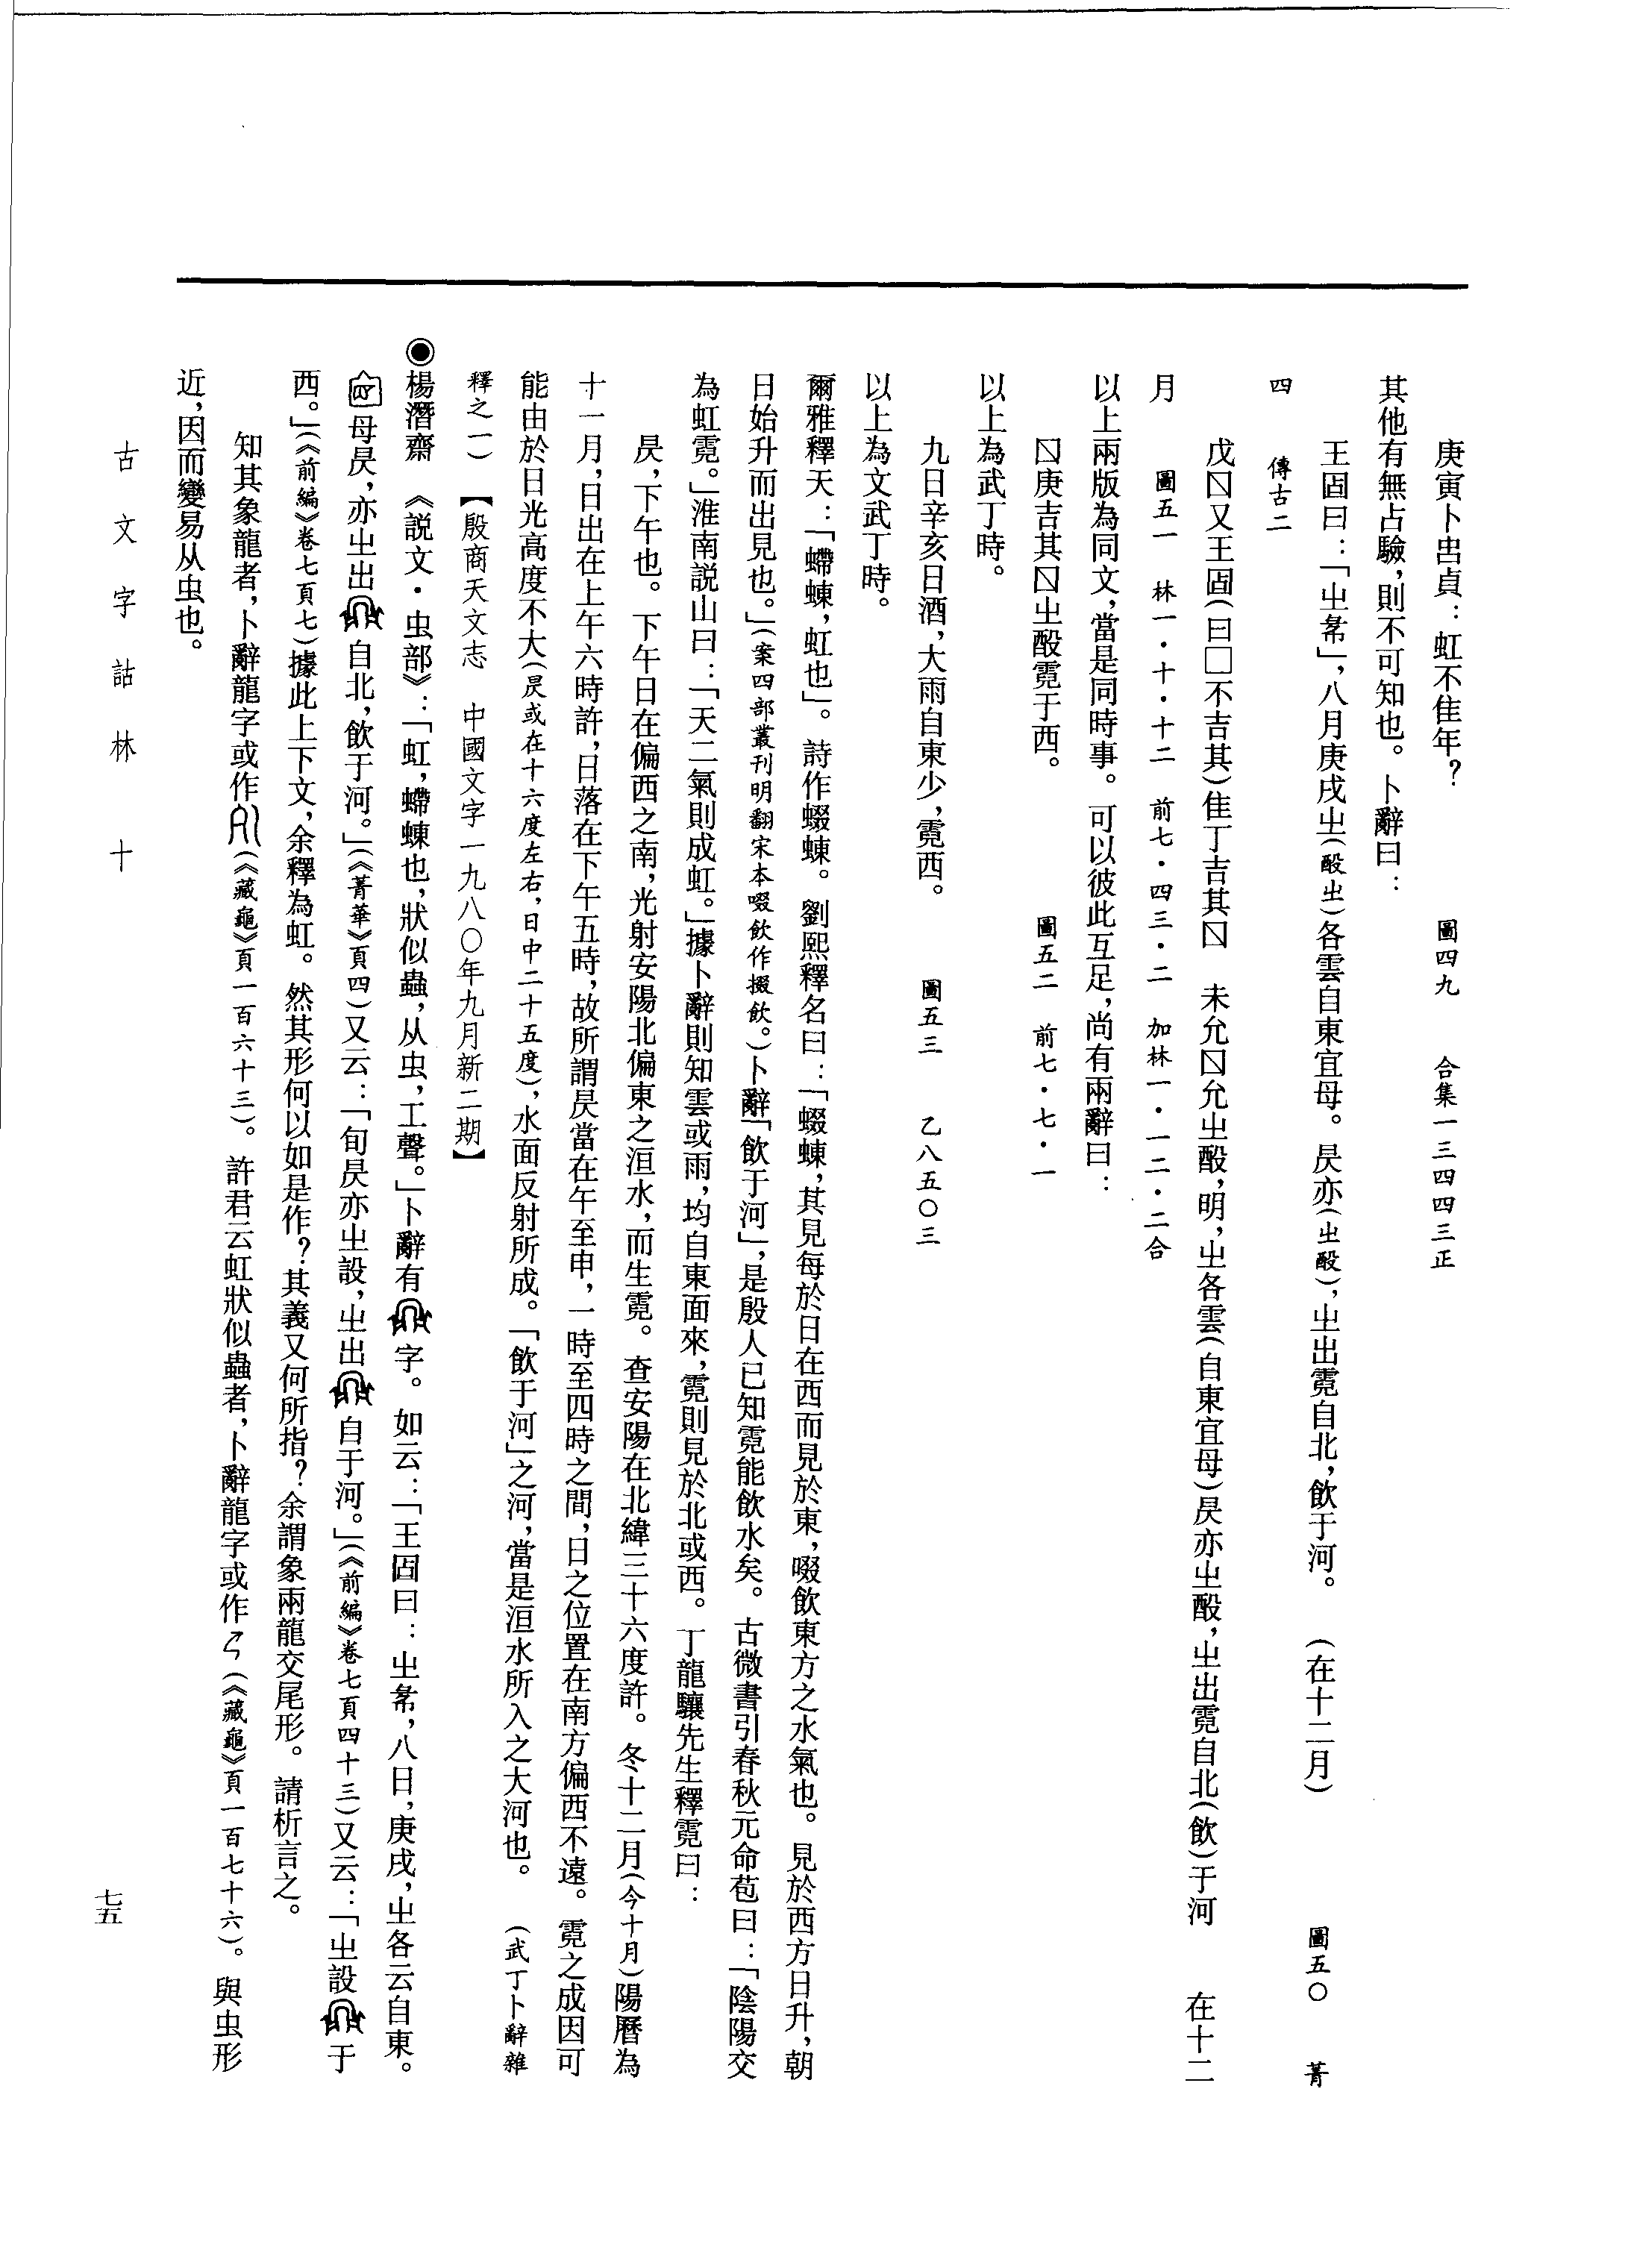 庚寅卜㞢貞：虹不隹年？　圖四九　合集一三四四三正
其他有無占驗，則不可知也。卜辭曰：
王固曰：「㞢希」，八月庚戌㞢（酘㞢）各雲自東宜母。昃亦（㞢酘），㞢出霓自北，飲于河。（在十二月）　圖五〇　菁
四　傳古二
戊☐又王固（曰□不吉其）隹丁吉其☐　未允☐允㞢酘，明，㞢各雲（自東宜母）昃亦㞢酘，㞢出霓自北（飲）于河　在十二
月　圖五一　林一・十・十二　前七・四三・二　加林一・一二・二合
以上兩版為同文，當是同時事。可以彼此互足，尚有兩辭曰：
☐庚吉其☐㞢酘霓于西。　圖五二　前七・七・一
以上為武丁時。
九日辛亥日酒，大雨自東少，霓西。　圖五三　乙八五〇三
以上為文武丁時。
爾雅釋天：「螮蝀，虹也」。詩作蝃蝀。劉熙釋名曰：「蝃蝀，其見每於日在西而見於東，啜飲東方之水氣也。見於西方日升，朝
日始升而出見也。」（案四部叢刊明翻宋本啜飲作掇飲。）卜辭「飲于河」，是殷人已知霓能飲水矣。古微書引春秋元命苞曰：「陰陽交
為虹霓。」淮南説山曰：「天二氣則成虹。」據卜辭則知雲或雨，均自東面來，霓則見於北或西。丁龍驤先生釋霓曰：
昃，下午也。下午日在偏西之南，光射安陽北偏東之洹水，而生霓。查安陽在北緯三十六度許。冬十二月（今十月）陽曆為
十一月，日出在上午六時許，日落在下午五時，故所謂昃當在午至申，一時至四時之間，日之位置在南方偏西不遠。霓之成因可
能由於日光高度不大（昃或在十六度左右，日中二十五度），水面反射所成。「飲于河」之河，當是洹水所入之大河也。（武丁卜辭雜
釋之一）【殷商天文志　中國文字一九八〇年九月新二期】
◉楊潛齋　《説文・虫部》：「虹，螮蝀也，狀似蟲，从虫，工聲。」卜辭有字。如云：「王固曰：㞢希，八日，庚戌，㞢各云自東。
母昃，亦㞢出自北，飲于河。」（《菁華》頁四）又云：「旬昃亦㞢設，㞢出自于河。」（《前編》卷七頁四十三）又云：「㞢設于
西。」（《前編》卷七頁七）據此上下文，余釋為虹。然其形何以如是作？其義又何所指？余謂象兩龍交尾形。請析言之。
知其象龍者，卜辭龍字或作（《藏龜》頁一百六十三）。許君云虹狀似蟲者，卜辭龍字或作（《藏龜》頁一百七十六）。與虫形
近，因而變易从虫也。
古文字詁林　十
七五